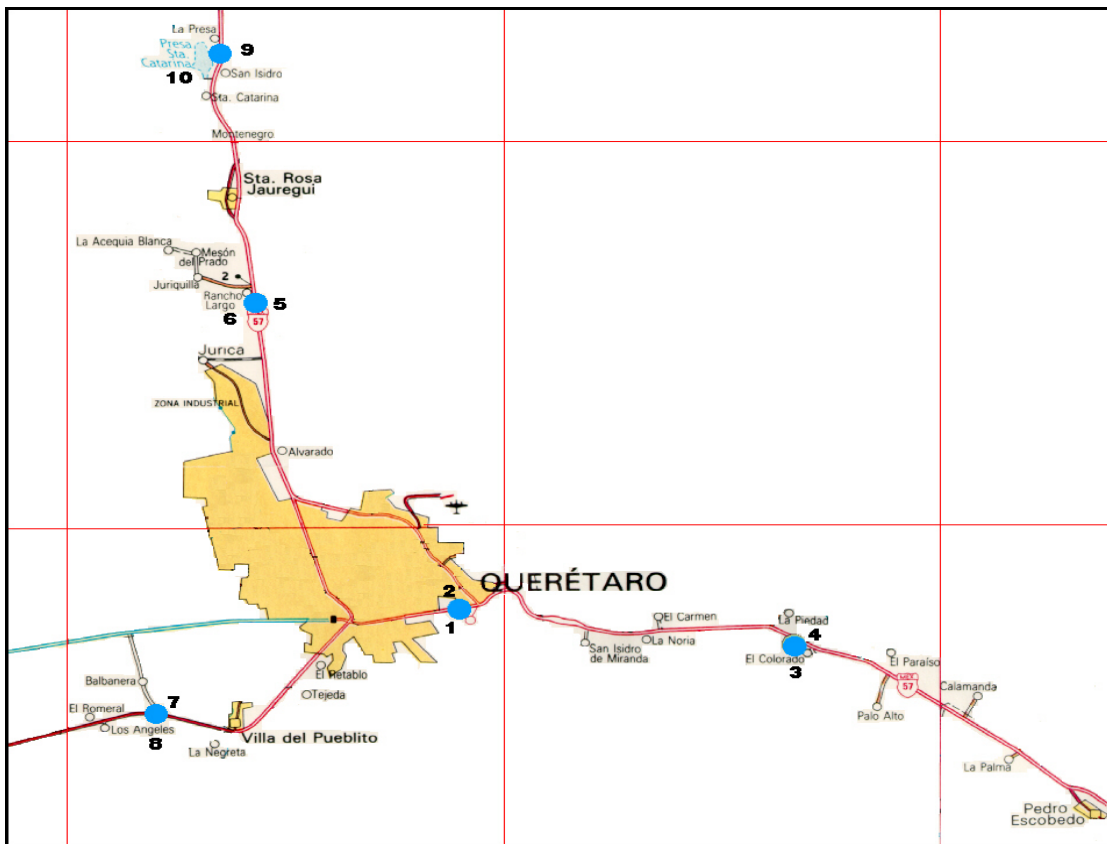 La Presa
9
Presa
Sta.
Catarina
10
San Isidro
Sta. Catarina
Montenegro
Sta. Rosa
Jauregui
La Acequia Blanca
Mesón
del Prado
2
Juriquilla
Rancho
Largo
5
6
57
Jurica
ZONA INDUSTRIAL
Alvarado
QUERÉTARO
2
1
El Carmen
La Piedad
San Isidro
de Miranda
La Noria
4
El Colorado
3
El Paraíso
MEX
57
Calamanda
Palo Alto
El Retablo
Balbanera
Tejeda
7
El Romeral
Los Angeles
8
Villa del Pueblito
La Negreta
La Palma
Pedro
Escobedo